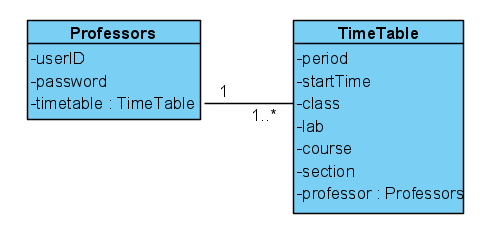 Professors
-userID
-password
-timetable : TimeTable
1
1..*
TimeTable
-period
-startTime
-class
-lab
-course
-section
-professor : Professors